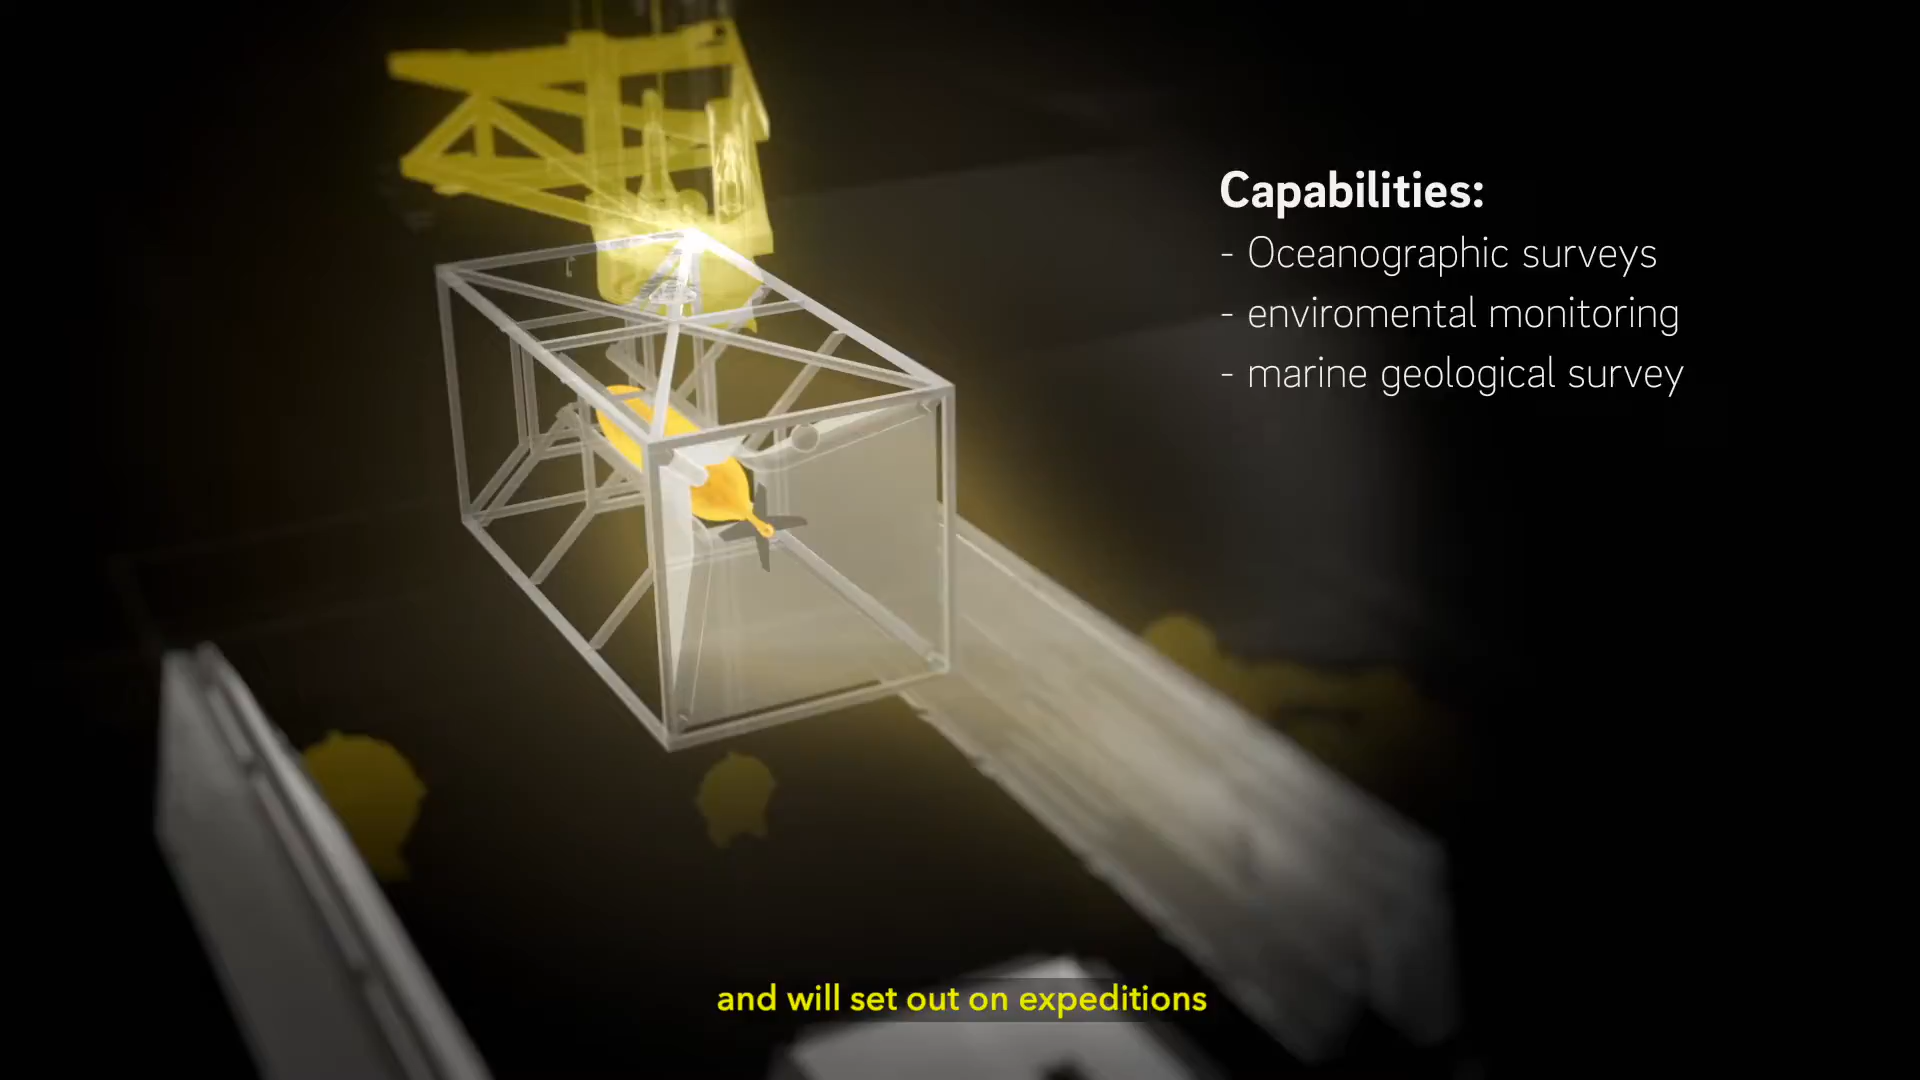 Capabilities:
- Oceanographic surveys
- enviromental monitoring
- marine geological survey
and will set out on expeditions